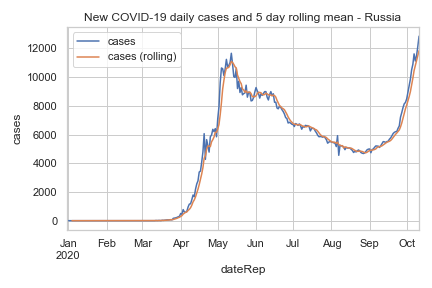 New COVID-19 daily cases and 5 day rolling mean - Russia
cases
cases (rolling)
12000
10000
8000
6000
4000
2000
0
cases
Jan Feb Mar Apr May Jun Jul Aug Sep Oct
2020
dateRep